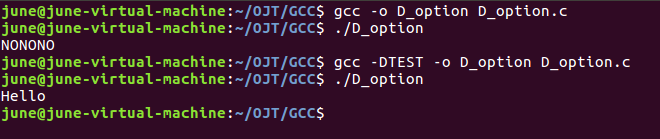 june@june-virtual-machine:~/OJT/GCC$ gcc -o D_option D_option.c
june@june-virtual-machine:~/OJT/GCC$ ./D_option
NONONO
june@june-virtual-machine:~/OJT/GCC$ gcc -DTEST -o D_option D_option.c
june@june-virtual-machine:~/OJT/GCC$ ./D_option
Hello
june@june-virtual-machine:~/OJT/GCC$